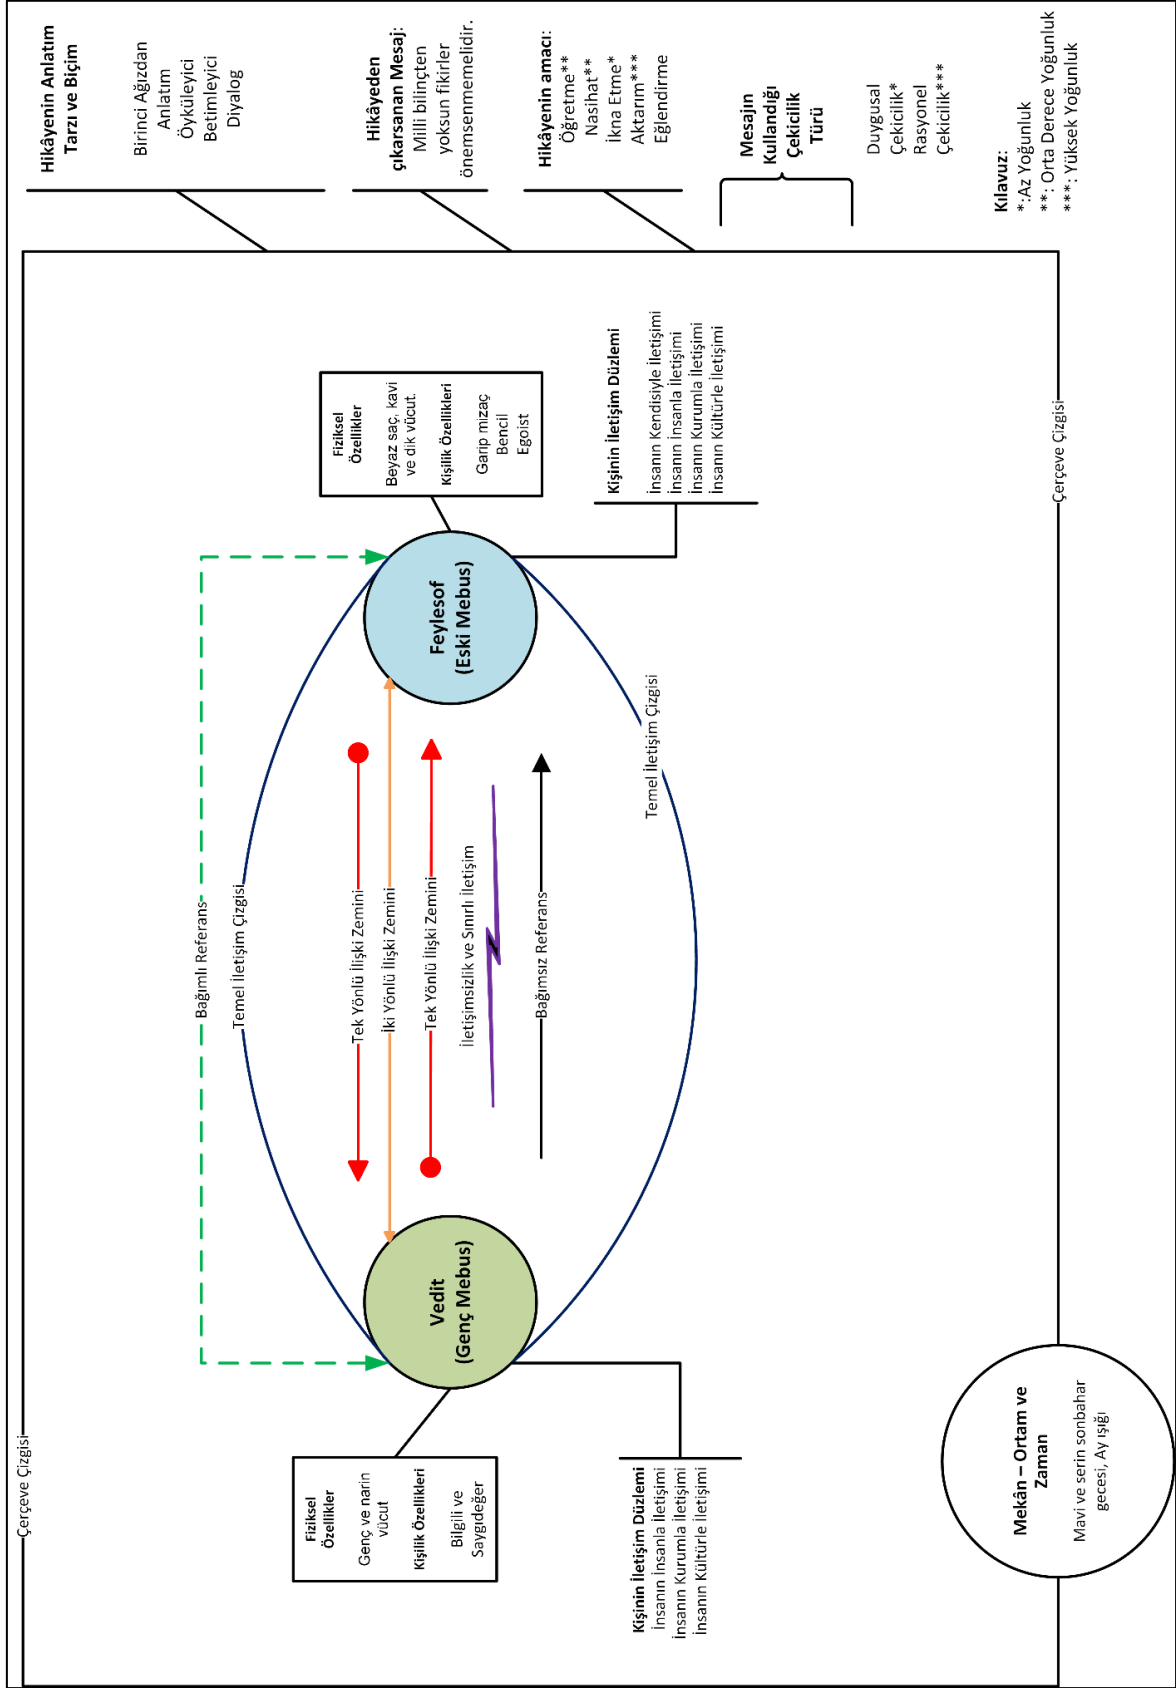 Çerçeve Çizgisi
Hikâyenin Anlatım
Tarzı ve Biçim
Birinci Ağızdan
Anlatım
Öyküleyici
Betimleyici
Diyalog
Hikâyeden
çıkarsanan Mesaj:
Milli bilinçten
yoksun fikirler
önemsenmemelidir.
Hikâyenin amacı:
Öğretme**
Nasihat**
İkna Etme*
Aktarım***
Eğlendirme
Mesajın
Kullandığı
Çekicilik
Türü
Duygusal
Çekicilik*
Rasyonel
Çekicilik***
Kılavuz:
*:Az Yoğunluk
**: Orta Derece Yoğunluk
***: Yüksek Yoğunluk
Bağımlı Referans
Temel İletişim Çizgisi
Fiziksel
Özellikler
Genç ve narin
vücut
Kişilik Özellikleri
Bilgili ve
Saygıdeğer
Fiziksel
Özellikler
Beyaz saç, kavi
ve dik vücut.
Kişilik Özellikleri
Garip mizaç
Bencil
Egoist
Tek Yönlü İlişki Zemini
İki Yönlü İlişki Zemini
Tek Yönlü İlişki Zemini
Vedit
(Genç Mebus)
Feylesof
(Eski Mebus)
İletişimsizlik ve Sınırlı İletişim
Bağımsız Referans
Temel İletişim Çizgisi
Kişinin İletişim Düzlemi
İnsanın İnsanla İletişimi
İnsanın Kurumla İletişimi
İnsanın Kültürle İletişimi
Kişinin İletişim Düzlemi
İnsanın Kendisiyle İletişimi
İnsanın İnsanla İletişimi
İnsanın Kurumla İletişimi
İnsanın Kültürle İletişimi
Mekân – Ortam ve
Zaman
Mavi ve serin sonbahar
gecesi, Ay ışığı
Çerçeve Çizgisi